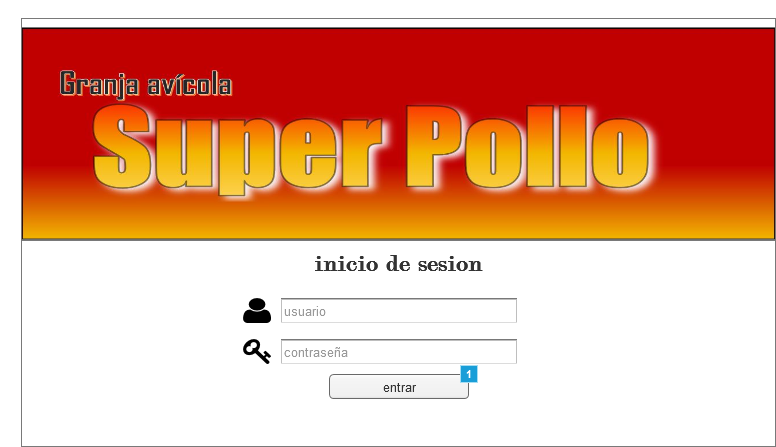 Granja avícola
Super Pollo
inicio de sesion
usuario
contraseña
1
entrar